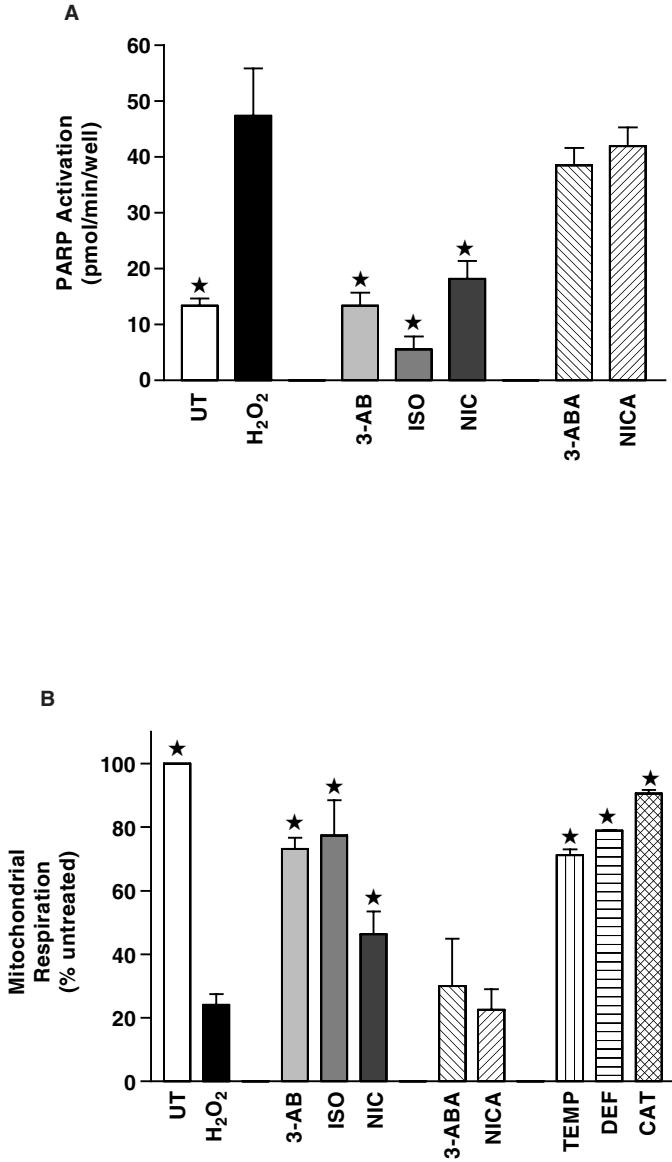 A
PARP Activation
(pmol/min/well)
60
50
40
30
20
10
0
★
★
★
★
UT
H₂O₂
3-AB
ISO
NIC
3-ABA
NICA
B
Mitochondrial
Respiration
(% untreated)
100
80
60
40
20
0
★
★
★
★
★
★
★
UT
H₂O₂
3-AB
ISO
NIC
3-ABA
NICA
TEMP
DEF
CAT